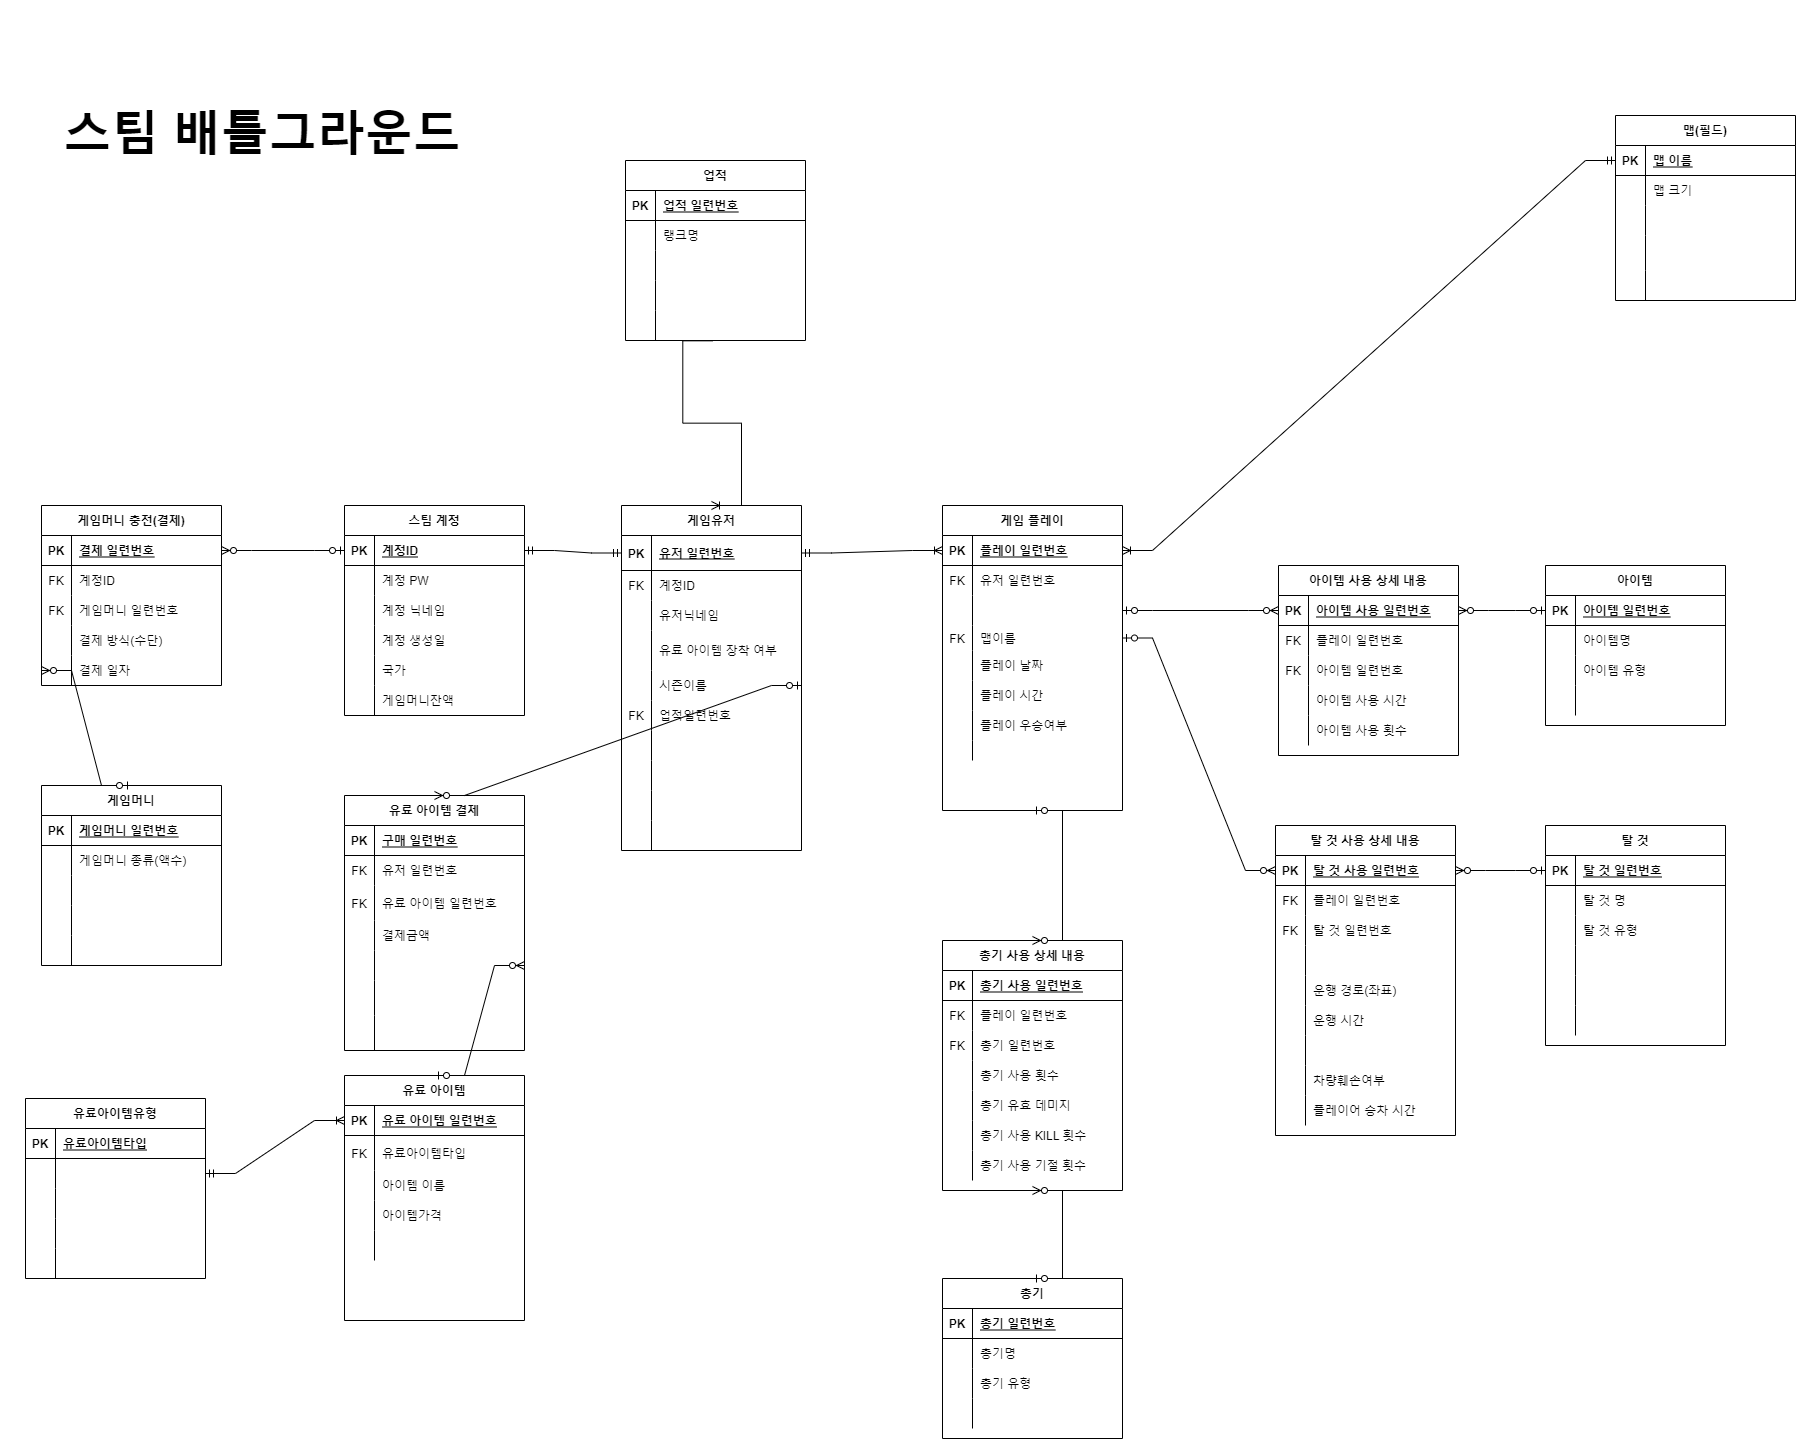 스팀 배틀그라운드
맵(필드)
PK 맵 이름
맵 크기
업적
PK 업적 일련번호
랭크명
게임머니 충전(결제)
PK 결제 일련번호
FK 계정ID
FK 게임머니 일련번호
결제 방식(수단)
결제 일자
스팀 계정
PK 계정ID
계정 PW
계정 닉네임
계정 생성일
국가
게임머니잔액
게임유저
PK 유저 일련번호
FK 계정ID
유저닉네임
유료 아이템 장착 여부
시즌이름
FK 업적일련번호
게임 플레이
PK 플레이 일련번호
FK 유저 일련번호
FK 맵이름
플레이 날짜
플레이 시간
플레이 우승여부
아이템 사용 상세 내용
PK 아이템 사용 일련번호
FK 플레이 일련번호
FK 아이템 일련번호
아이템 사용 시간
아이템 사용 횟수
아이템
PK 아이템 일련번호
아이템명
아이템 유형
게임머니
PK 게임머니 일련번호
게임머니 종류(액수)
유료 아이템 결제
PK 구매 일련번호
FK 유저 일련번호
FK 유료 아이템 일련번호
결제금액
탈 것 사용 상세 내용
PK 탈 것 사용 일련번호
FK 플레이 일련번호
FK 탈 것 일련번호
운행 경로(좌표)
운행 시간
차량훼손여부
플레이어 승차 시간
탈 것
PK 탈 것 일련번호
탈 것 명
탈 것 유형
총기 사용 상세 내용
PK 총기 사용 일련번호
FK 플레이 일련번호
FK 총기 일련번호
총기 사용 횟수
총기 유효 데미지
총기 사용 KILL 횟수
총기 사용 기절 횟수
유료아이템유형
PK 유료아이템타입
유료 아이템
PK 유료 아이템 일련번호
FK 유료아이템타입
아이템 이름
아이템가격
총기
PK 총기 일련번호
총기명
총기 유형